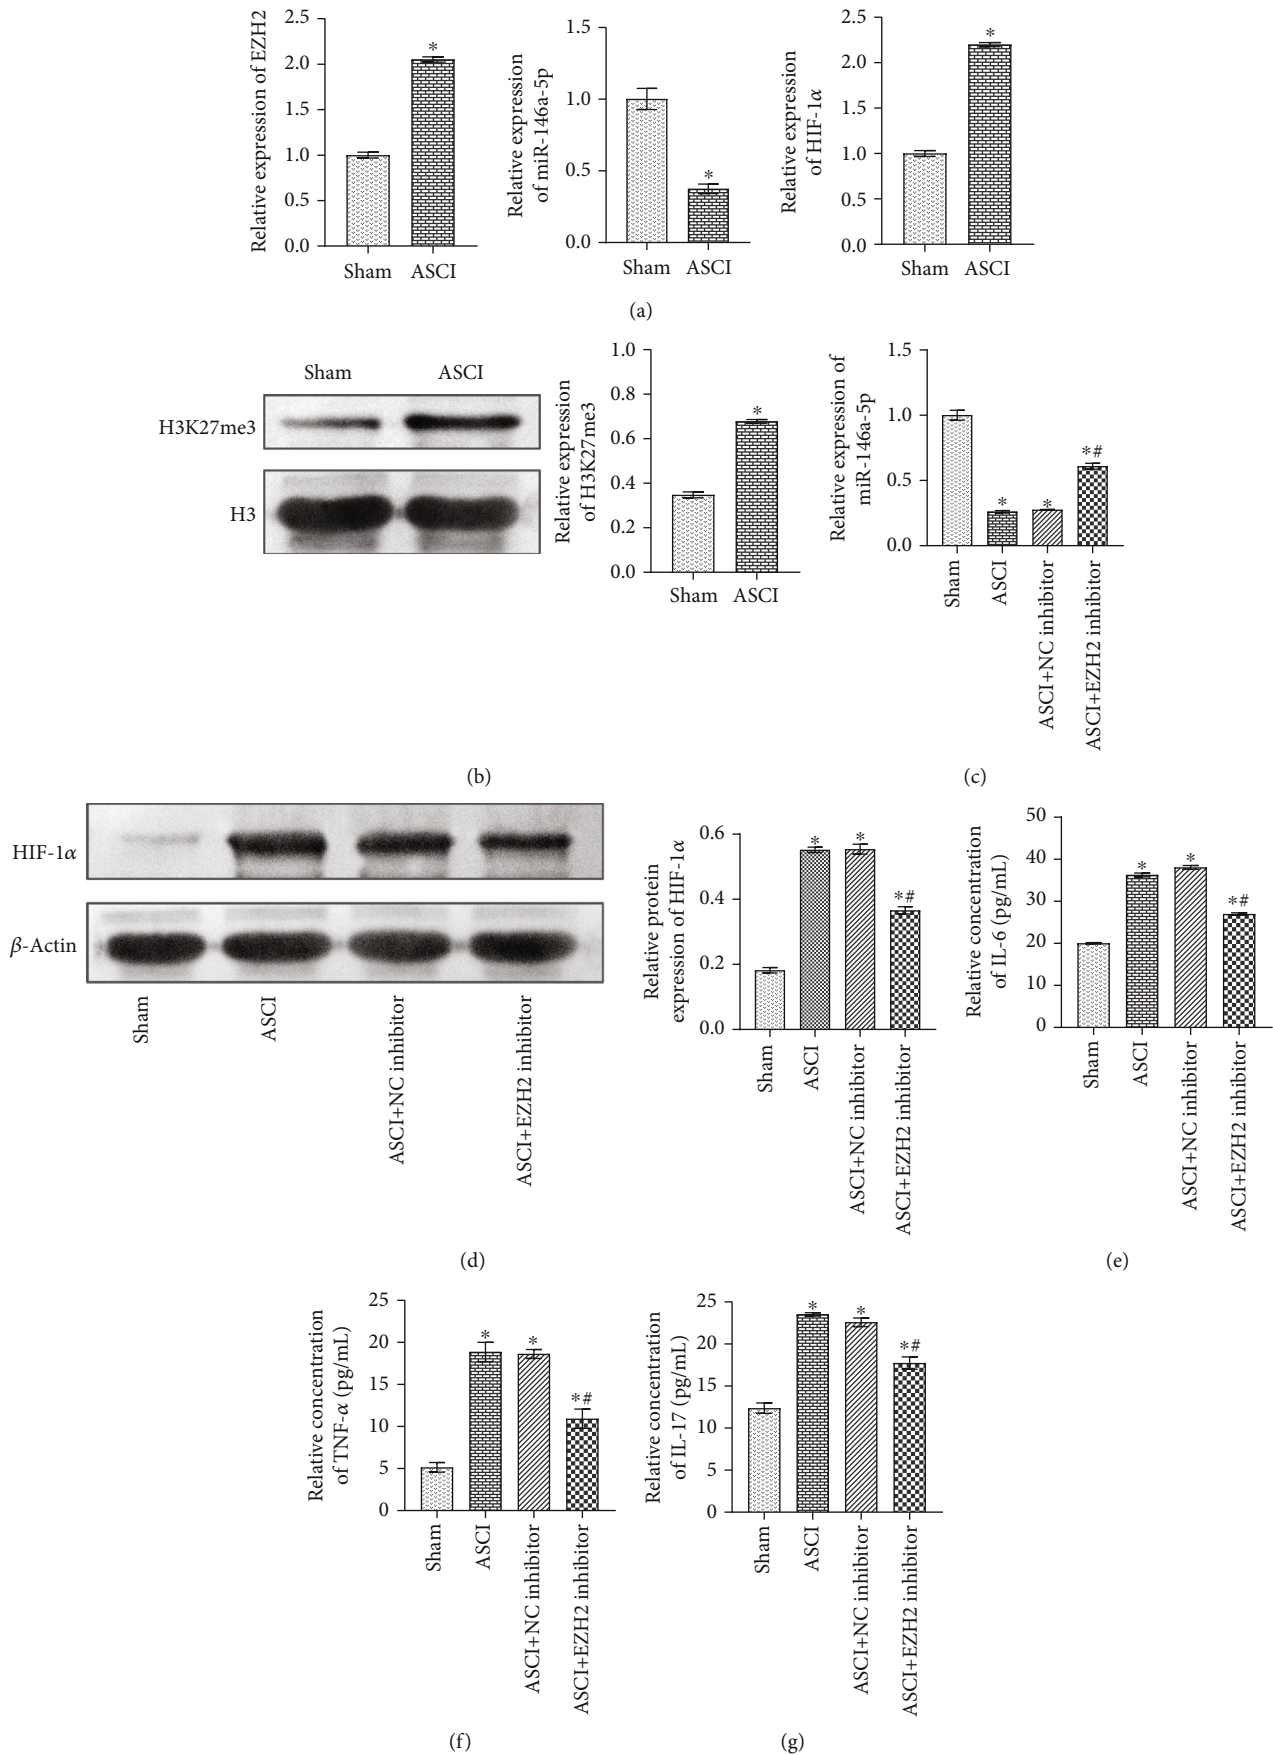 Relative expression of EZH2
2.5
2.0
1.5
1.0
0.5
0.0
*
Sham ASCI
Relative expression
of miR-146a-5p
1.5
1.0
0.5
0.0
*
Sham ASCI
Relative expression
of HIF-1α
2.5
2.0
1.5
1.0
0.5
0.0
*
Sham ASCI
(a)
Sham ASCI
H3K27me3
H3
Relative expression
of H3K27me3
1.0
0.8
0.6
0.4
0.2
0.0
*
Sham ASCI
(b)
Relative expression of
miR-146a-5p
1.5
1.0
0.5
0.0
*
*
*#
Sham
ASCI
ASCI+NC inhibitor
ASCI+EZH2 inhibitor
(c)
HIF-1α
β-Actin
Sham
ASCI
ASCI+NC inhibitor
ASCI+EZH2 inhibitor
Relative protein
expression of HIF-1α
0.6
0.4
0.2
0.0
*
*
*#
Sham
ASCI
ASCI+NC inhibitor
ASCI+EZH2 inhibitor
(d)
Relative concentration
of IL-6 (pg/mL)
50
40
30
20
10
0
*
*
*#
Sham
ASCI
ASCI+NC inhibitor
ASCI+EZH2 inhibitor
(e)
Relative concentration
of TNF-α (pg/mL)
25
20
15
10
5
0
*
*
*#
Sham
ASCI
ASCI+NC inhibitor
ASCI+EZH2 inhibitor
(f)
Relative concentration
of IL-17 (pg/mL)
25
20
15
10
5
0
*
*
*#
Sham
ASCI
ASCI+NC inhibitor
ASCI+EZH2 inhibitor
(g)